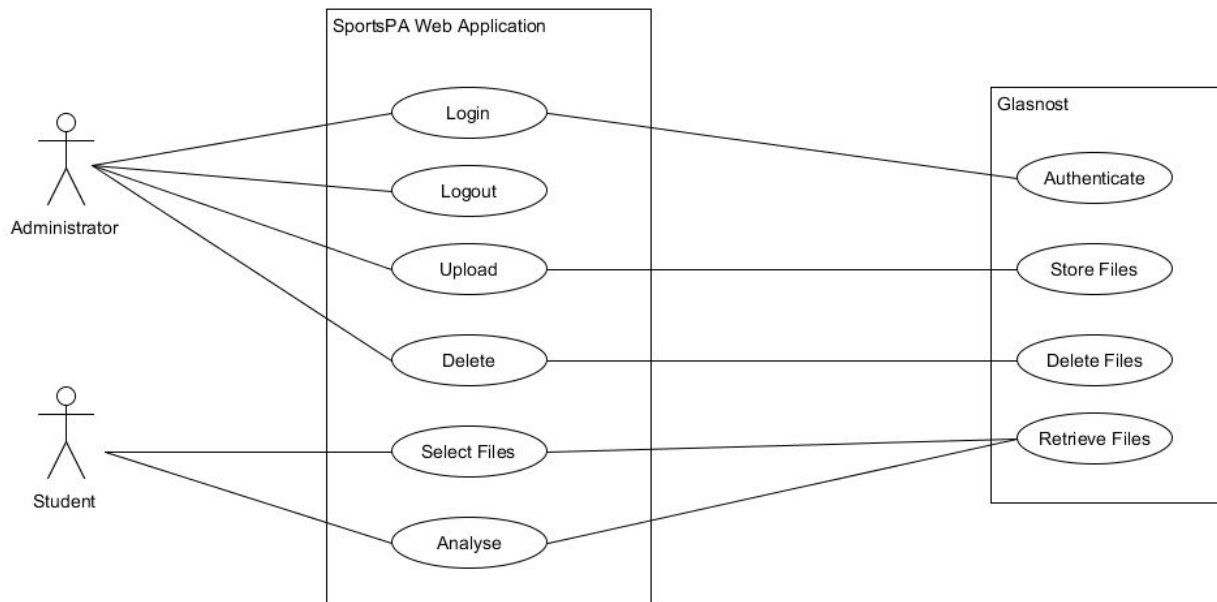 SportsPA Web Application
Glasnost
Login
Authenticate
Logout
Administrator
Upload
Store Files
Delete
Delete Files
Select Files
Retrieve Files
Student
Analyse